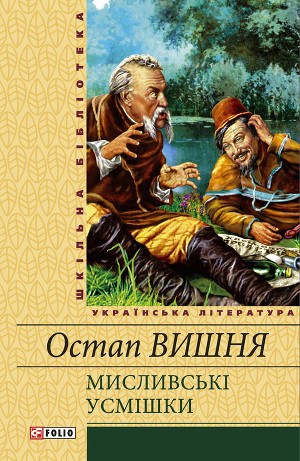 ШКІЛЬНА БІБЛІОТЕКА
УКРАЇНСЬКА ЛІТЕРАТУРА
Остап ВИШНЯ
МИСЛИВСЬКІ
УСМІШКИ
FOLIO